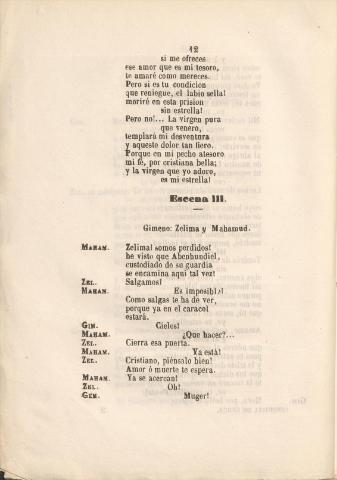 12
si me ofreces
ese amor que es mi tesoro,
te amaré como mereces.
Pero si es tu condicion
que reniegue, el labio sella!
moriré en esta prision
sin estrella!
Pero no!... La vírgen pura
que venero,
templará mi desventura
y aqueste dolor tan fiero.
Porque en mi pecho atesoro
mi fé, por cristiana bella;
y la vírgen que yo adoro,
es mi estrella!
Escena III.
Gimeno: Zelima y Mahamud.
MAHAM. Zelima! somos perdidos!
he visto que Abenhundiel,
custodiado de su guardia
se encamina aquí tal vez!
ZEL. Salgamos!
MAHAM. Es imposible!
Como salgas te ha de ver,
porque ya en el caracol
estará.
GIM. Cielos!
MAHAM. ¿Que hacer?...
ZEL. Cierra esa puerta.
MAHAM. Ya está!
ZEL. Cristiano, piénsalo bien!
Amor ó muerte te espera.
MAHAM. Ya se acercan!
ZEL. Oh!
GEM. Muger!